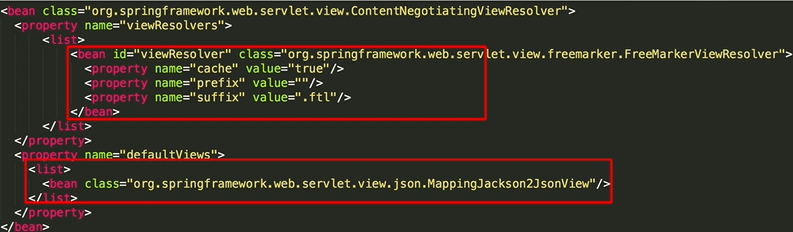 <bean class="org.springframework.web.servlet.view.ContentNegotiatingViewResolver">
  <property name="viewResolvers">
    <list>
      <bean id="viewResolver" class="org.springframework.web.servlet.view.freemarker.FreeMarkerViewResolver">
        <property name="cache" value="true"/>
        <property name="prefix" value=""/>
        <property name="suffix" value=".ftl"/>
      </bean>
    </list>
  </property>
  <property name="defaultViews">
    <list>
      <bean class="org.springframework.web.servlet.view.json.MappingJackson2JsonView"/>
    </list>
  </property>
</bean>